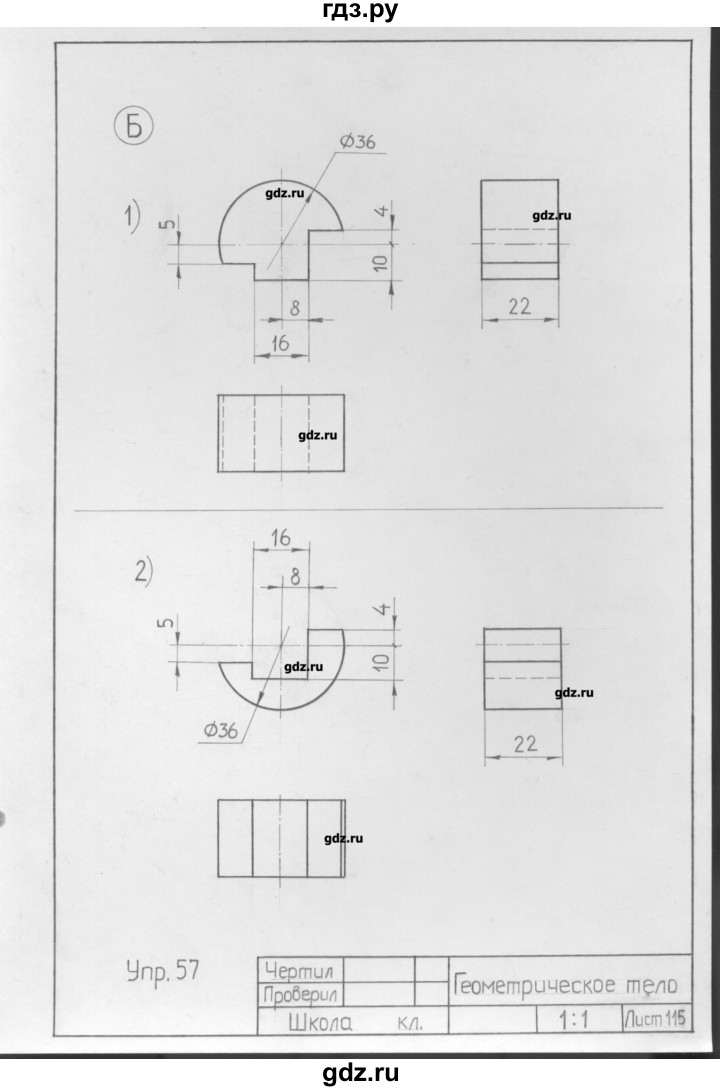 гдз.ру
Б
1)
Ø36
gdz.ru
gdz.ru
5
4
10
8
16
22
gdz.ru
2)
16
8
5
4
10
gdz.ru
Ø36
gdz.ru
22
gdz.ru
Упр. 57
Чертил
Проверил
Школа кл.
Геометрическое тело
1:1
Лист 115
gdz.ru